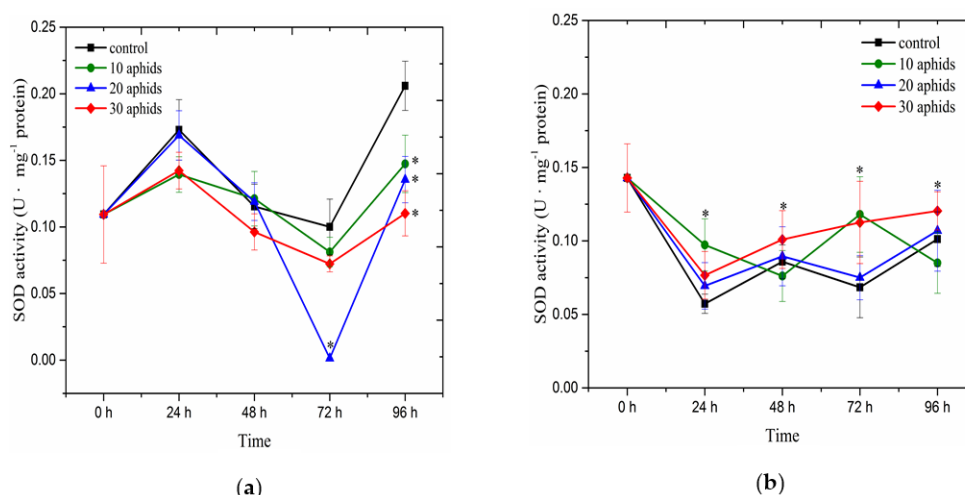 0.25
0.20
0.15
0.10
0.05
0.00
SOD activity (U · mg-1 protein)
control
10 aphids
20 aphids
30 aphids
*
*
*
*
0 h
24 h
48 h
72 h
96 h
Time
(a)
0.25
0.20
0.15
0.10
0.05
0.00
SOD activity (U · mg-1 protein)
control
10 aphids
20 aphids
30 aphids
*
*
*
*
0 h
24 h
48 h
72 h
96 h
Time
(b)